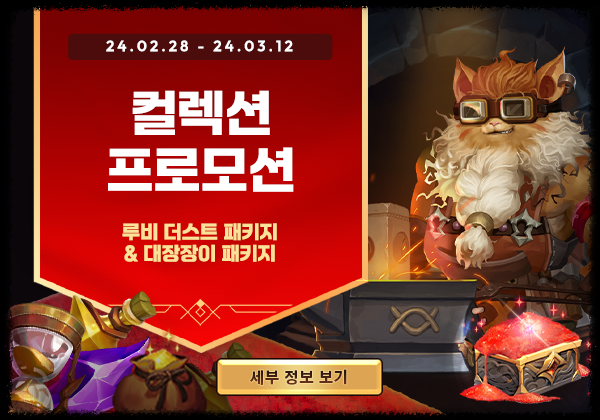 24.02.28 - 24.03.12
컬렉션
프로모션
루비 더스트 패키지
& 대장장이 패키지
세부 정보 보기